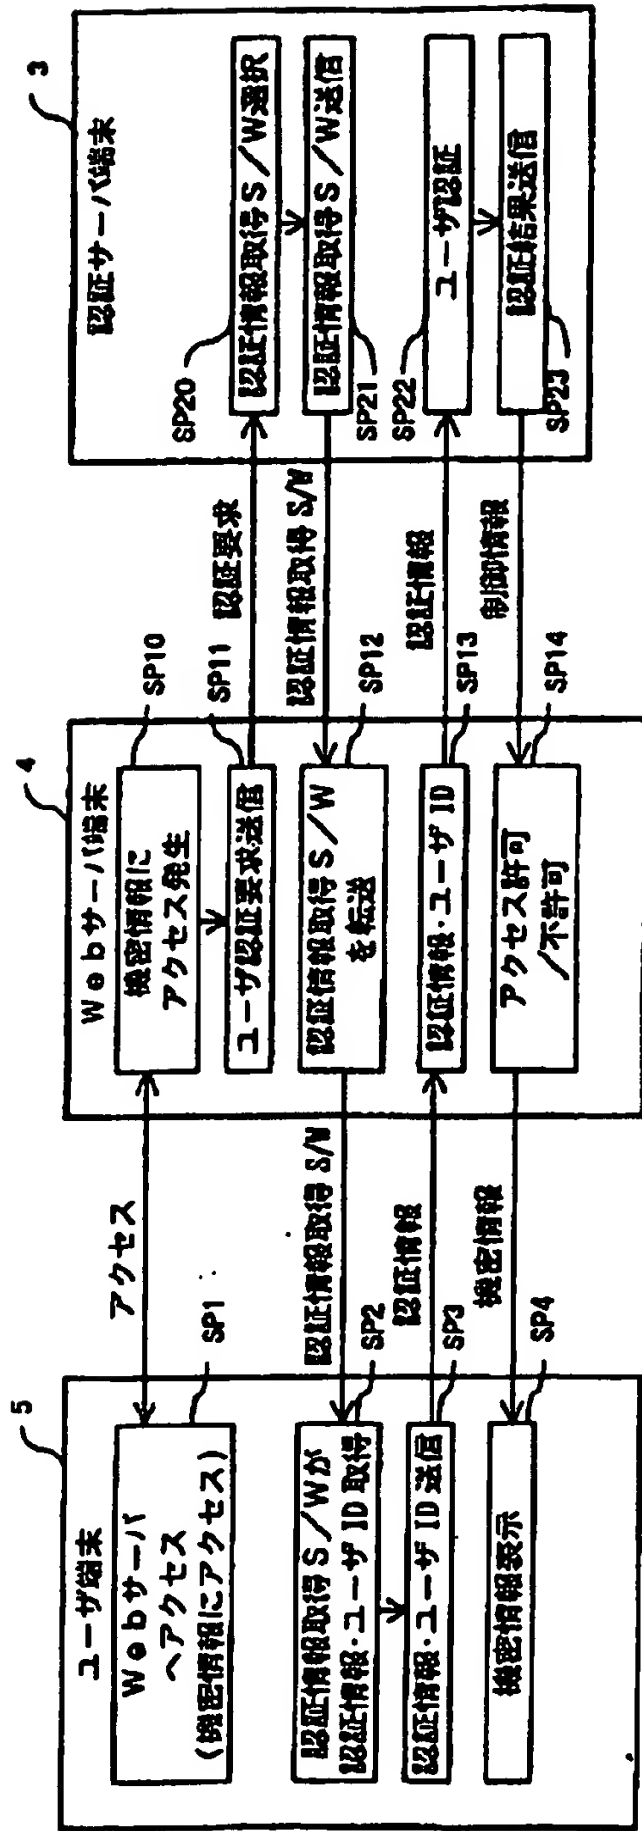 5
ユーザ端末
Webサーバ
へアクセス
(機密情報にアクセス)
SP1
認証情報取得S/Wが
認証情報・ユーザID取得
SP2
認証情報・ユーザID送信
SP3
機密情報表示
SP4
アクセス
認証情報取得S/W
認証情報
機密情報
4
Webサーバ端末
機密情報に
アクセス発生
SP10
ユーザ認証要求送信
SP11
認証情報取得S/W
を転送
SP12
認証情報・ユーザID
SP13
アクセス許可
/不許可
SP14
認証要求
認証情報取得S/W
認証情報
制御情報
3
認証サーバ端末
SP20
認証情報取得S/W選択
認証情報取得S/W送信
SP21
SP22
ユーザ認証
認証結果送信
SP23